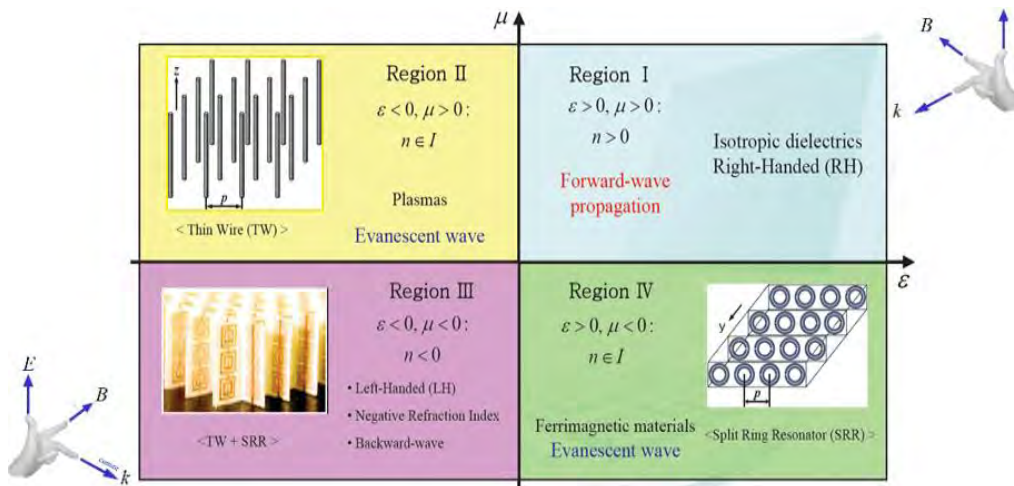 μ
B
k
Region II
ε < 0, μ > 0 :
n ∈ I
Plasmas
Evanescent wave
z
p
< Thin Wire (TW) >
Region I
ε > 0, μ > 0 :
n > 0
Forward-wave
propagation
Isotropic dielectrics
Right-Handed (RH)
ε
Region III
ε < 0, μ < 0 :
n < 0
• Left-Handed (LH)
• Negative Refraction Index
• Backward-wave
<TW + SRR >
Region IV
ε > 0, μ < 0 :
n ∈ I
Ferrimagnetic materials
Evanescent wave
y
p
<Split Ring Resonator (SRR) >
E
B
current
k